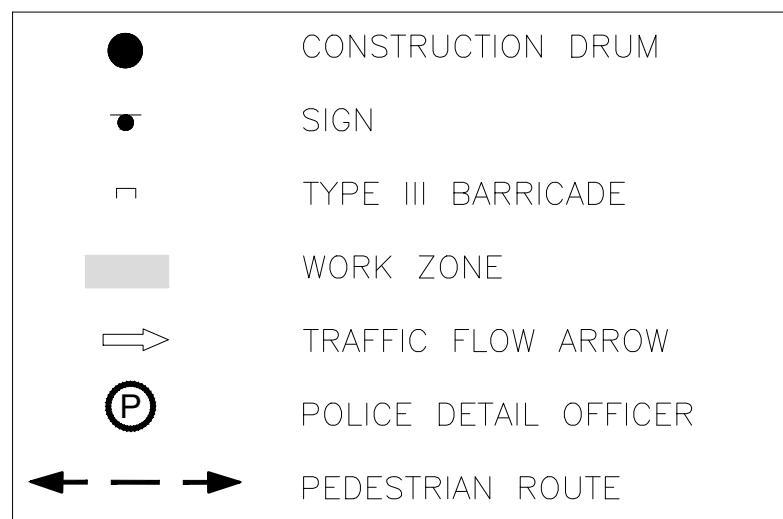 CONSTRUCTION DRUM
SIGN
TYPE III BARRICADE
WORK ZONE
TRAFFIC FLOW ARROW
P POLICE DETAIL OFFICER
PEDESTRIAN ROUTE